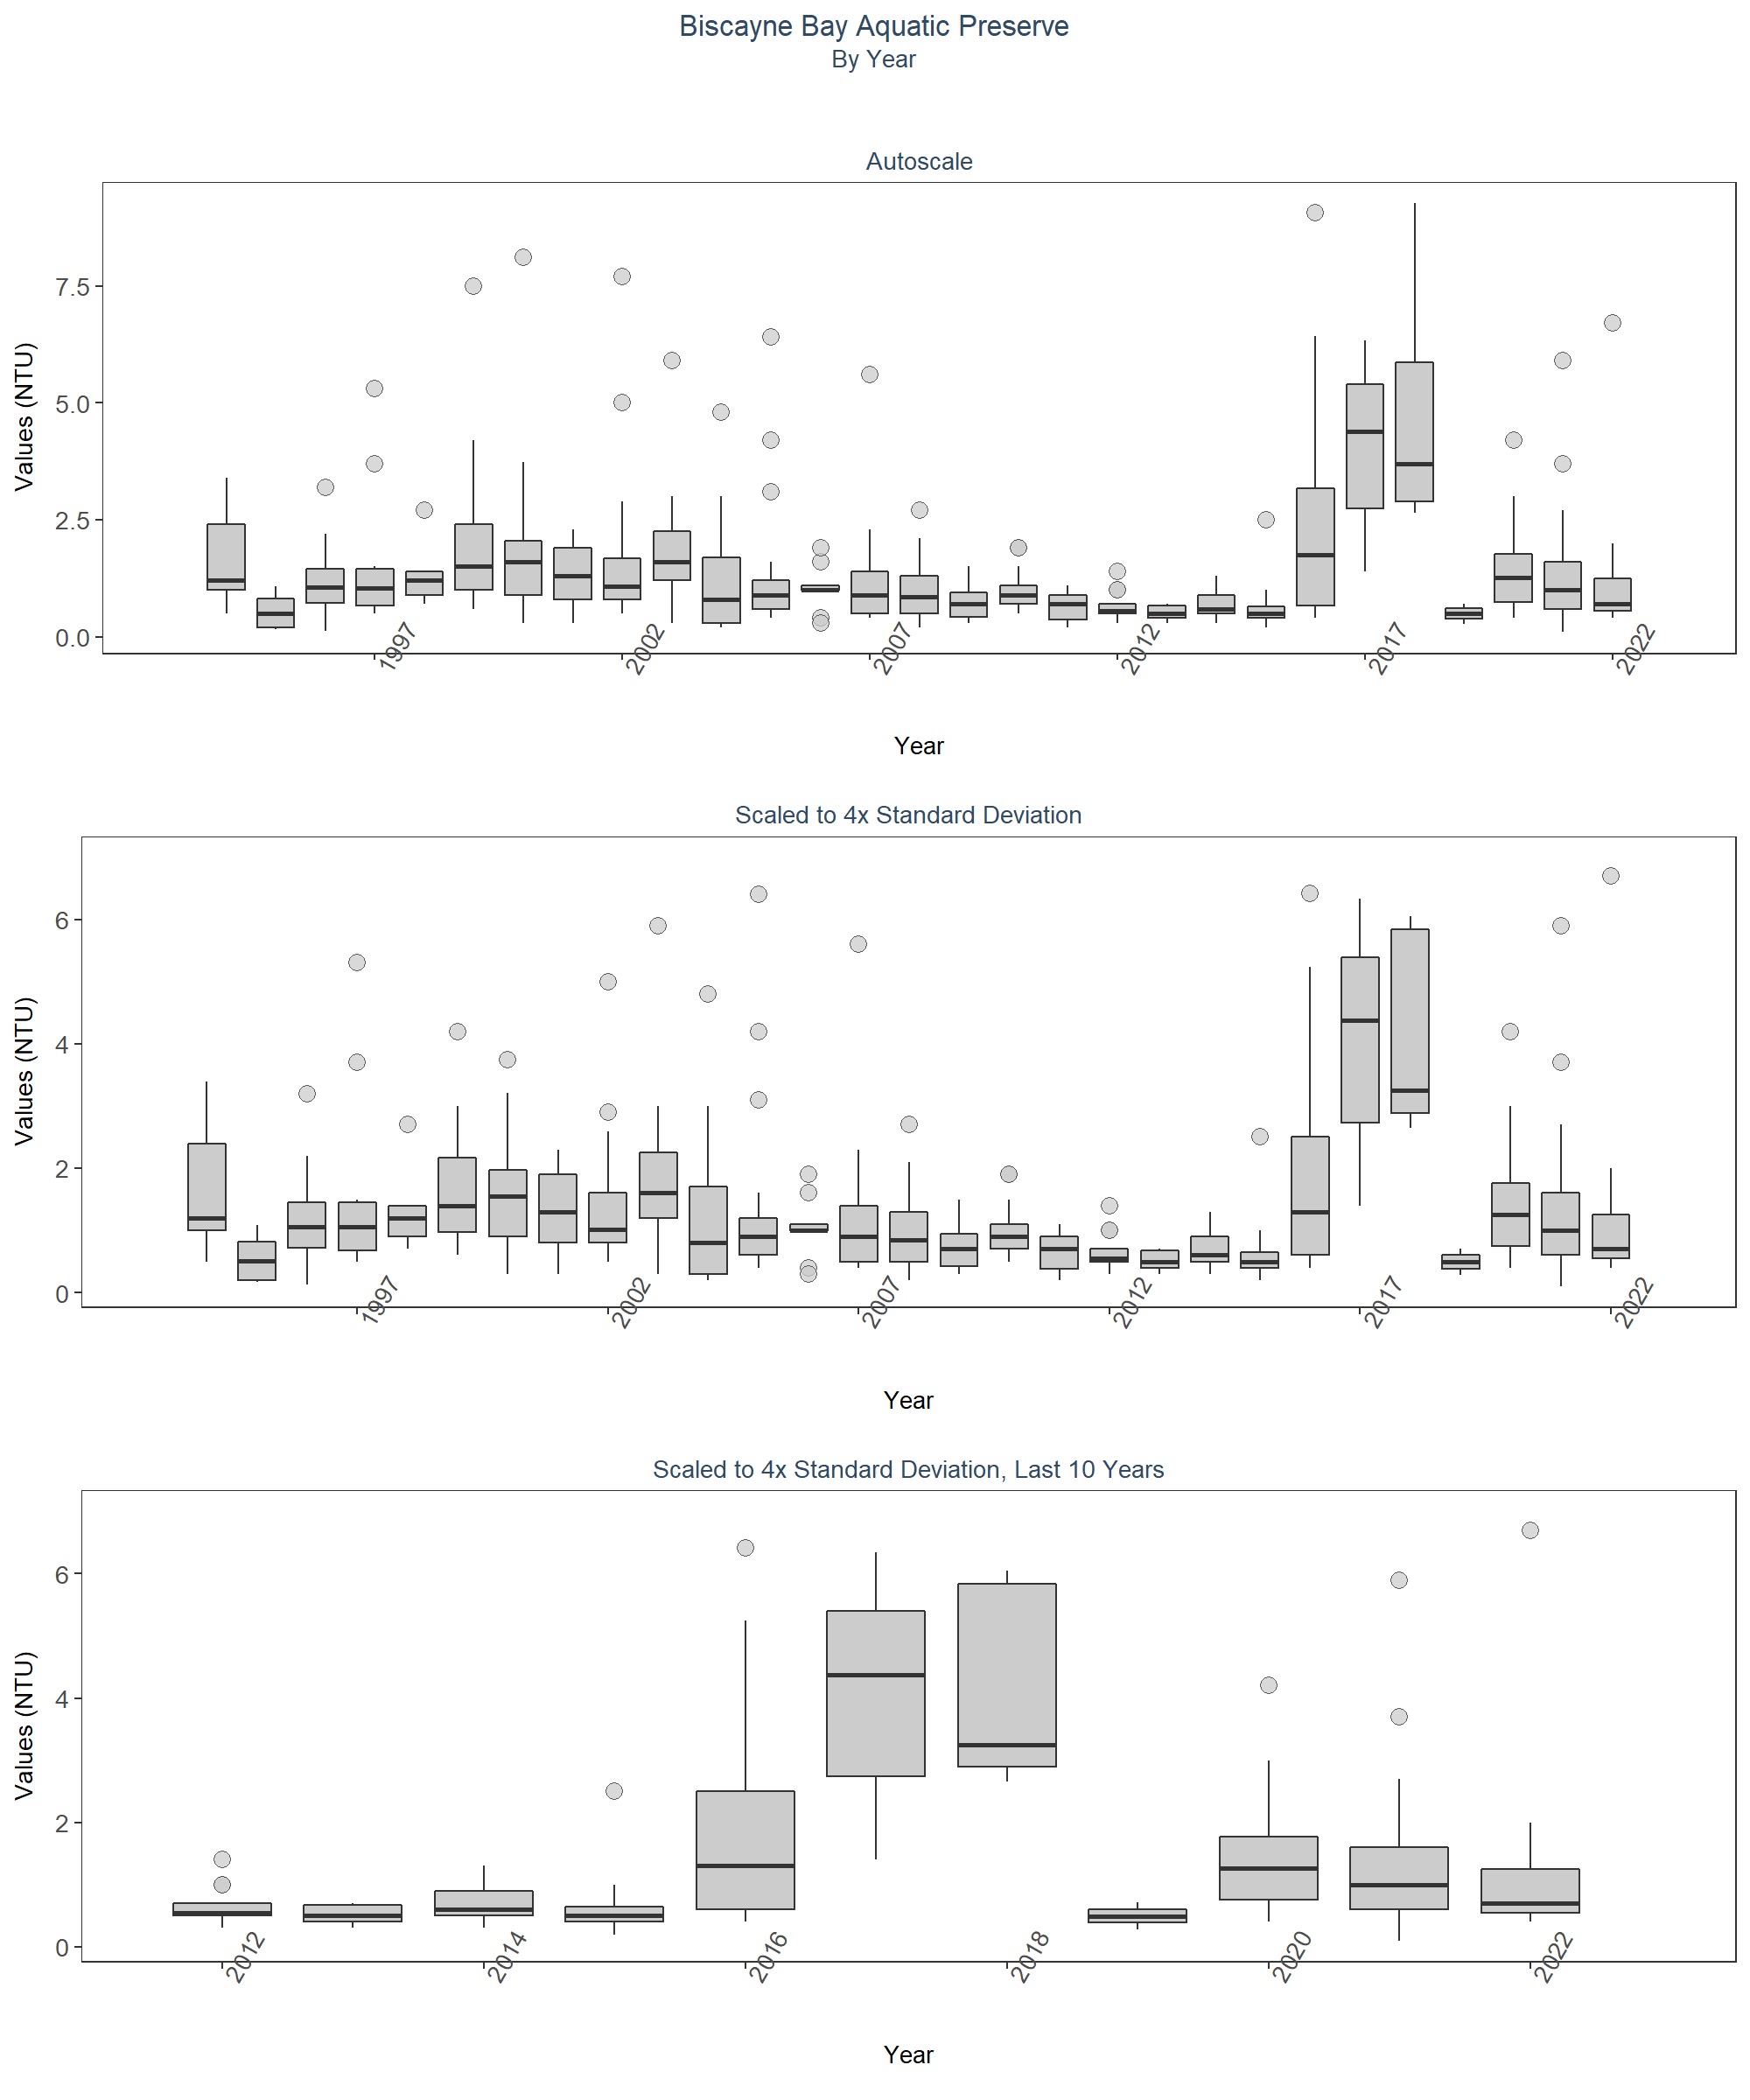 Biscayne Bay Aquatic Preserve
By Year
Autoscale
Values (NTU)
7.5
5.0
2.5
0.0
1997
2002
2007
2012
2017
2022
Year
Scaled to 4x Standard Deviation
Values (NTU)
6
4
2
0
1997
2002
2007
2012
2017
2022
Year
Scaled to 4x Standard Deviation, Last 10 Years
Values (NTU)
6
4
2
0
2012
2014
2016
2018
2020
2022
Year